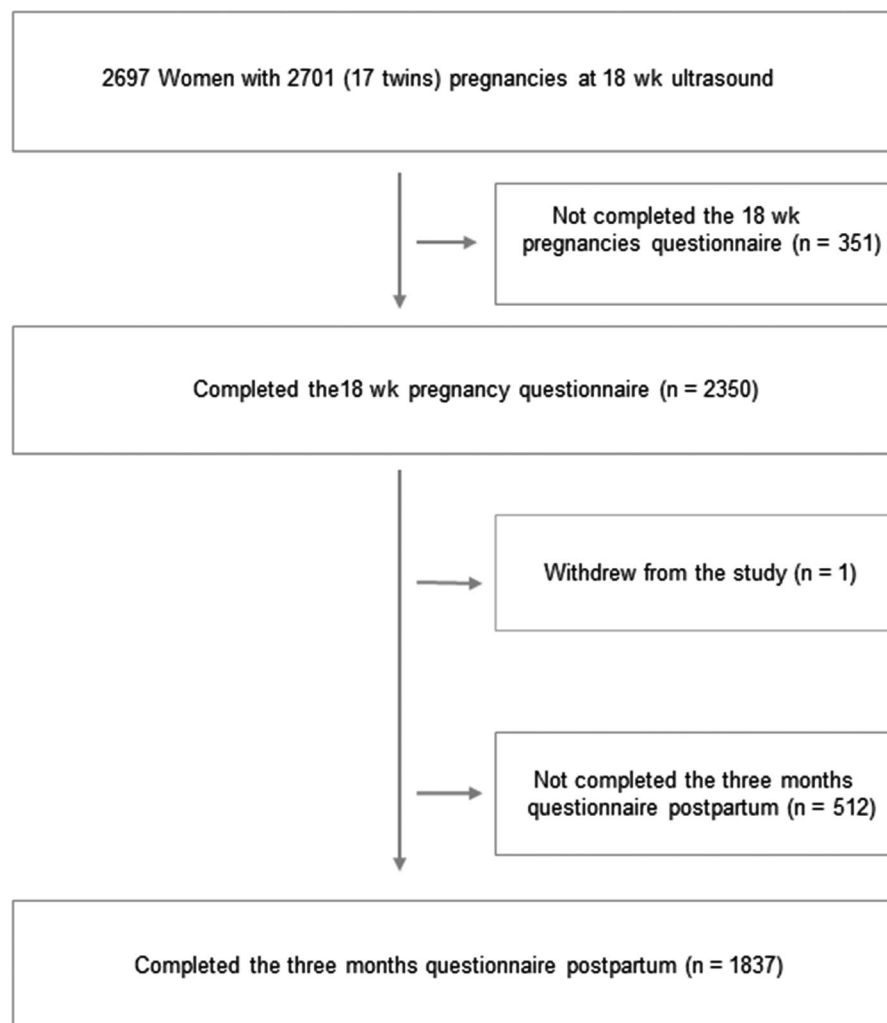 2697 Women with 2701 (17 twins) pregnancies at 18 wk ultrasound
Not completed the 18 wk
pregnancies questionnaire (n = 351)
Completed the18 wk pregnancy questionnaire (n = 2350)
Withdrew from the study (n = 1)
Not completed the three months
questionnaire postpartum (n = 512)
Completed the three months questionnaire postpartum (n = 1837)